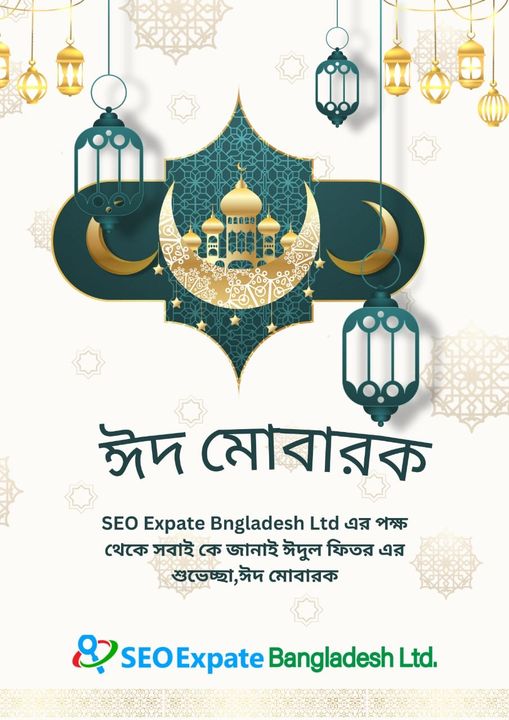 ঈদ মোবারক
SEO Expate Bngladesh Ltd এর পক্ষ
থেকে সবাই কে জানাই ঈদুল ফিতর এর
শুভেচ্ছা,ঈদ মোবারক
SEO Expate Bangladesh Ltd.